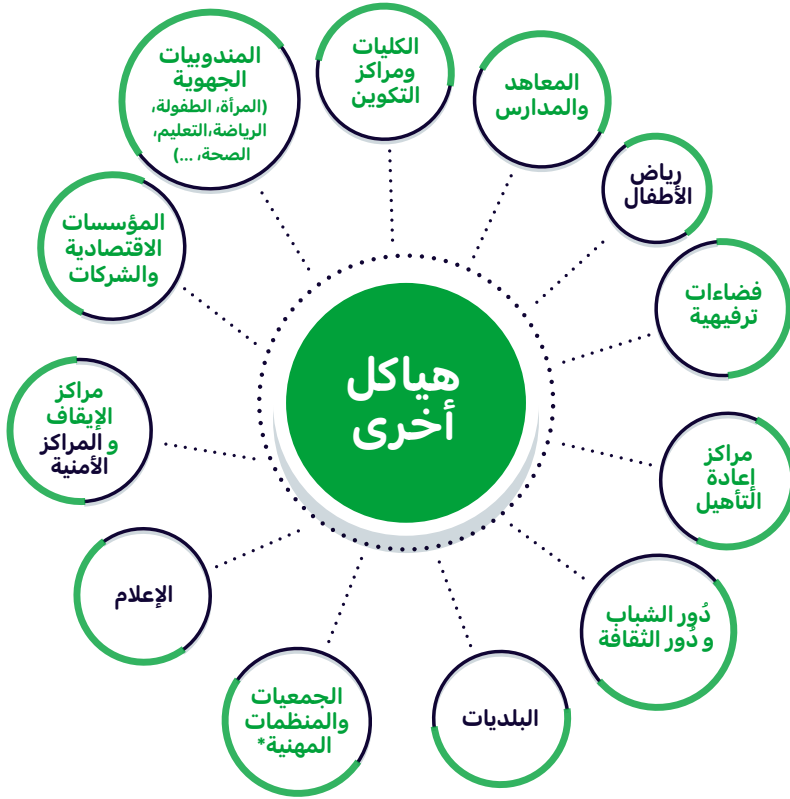 هياكل
أخرى
الكليات
ومراكز
التكوين
المعاهد
والمدارس
رياض
الأطفال
فضاءات
ترفيهية
مراكز
إعادة
التأهيل
دُور الشباب
و دُور الثقافة
البلديات
الجمعيات
والمنظمات
المهنية*
الإعلام
مراكز
الإيقاف
و المراكز
الأمنية
المؤسسات
الاقتصادية
والشركات
المندوبيات
الجهوية
(المرأة، الطفولة،
الرياضة،التعليم،
الصحة، ...)